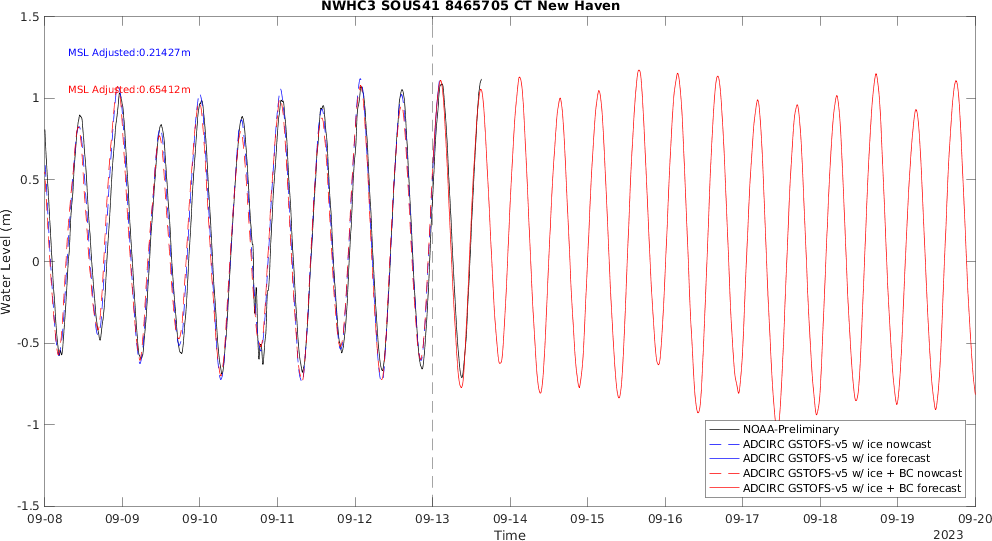 NWHC3 SOUS41 8465705 CT New Haven
1.5
MSL Adjusted:0.21427m
MSL Adjusted:0.65412m
1
0.5
0
-0.5
-1
-1.5
Water Level (m)
NOAA-Preliminary
ADCIRC GSTOFS-v5 w/ ice nowcast
ADCIRC GSTOFS-v5 w/ ice forecast
ADCIRC GSTOFS-v5 w/ ice + BC nowcast
ADCIRC GSTOFS-v5 w/ ice + BC forecast
09-08 09-09 09-10 09-11 09-12 09-13 09-14 09-15 09-16 09-17 09-18 09-19 09-20
Time
2023